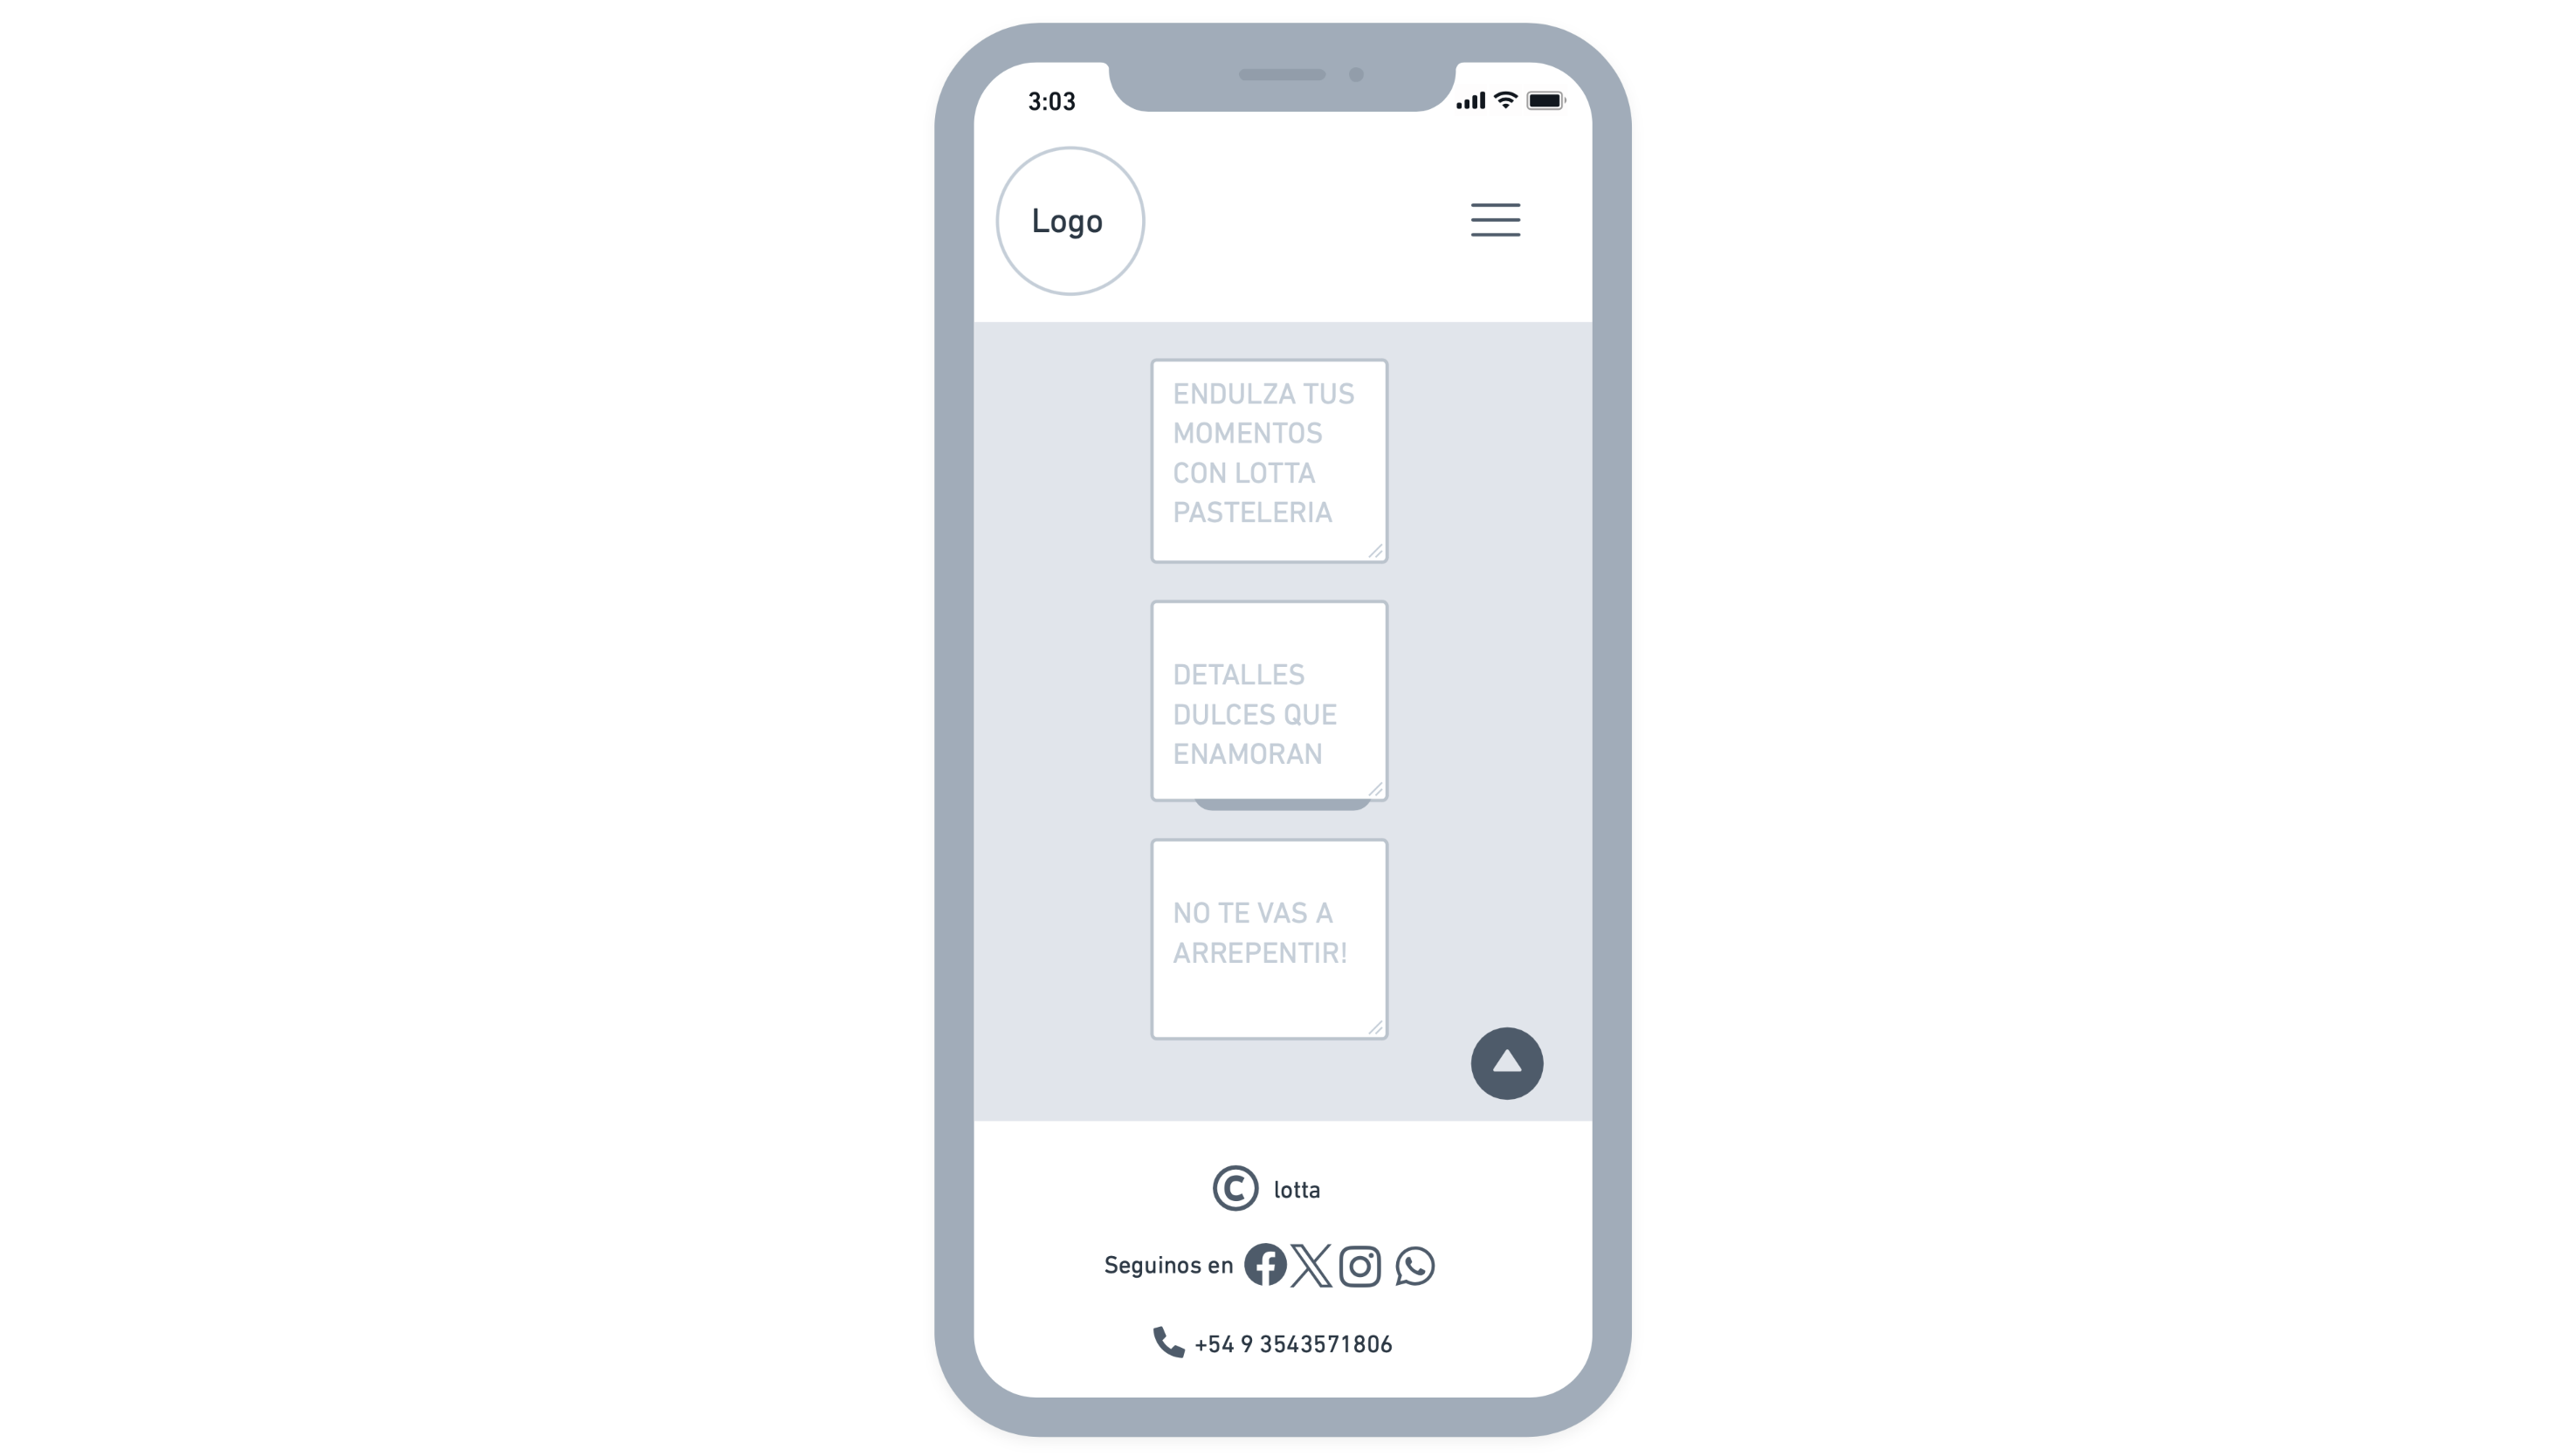 3:03
Logo
ENDULZA TUS
MOMENTOS
CON LOTTA
PASTELERIA
DETALLES
DULCES QUE
ENAMORAN
NO TE VAS A
ARREPENTIR!
© lotta
Seguinos en
+54 9 3543571806